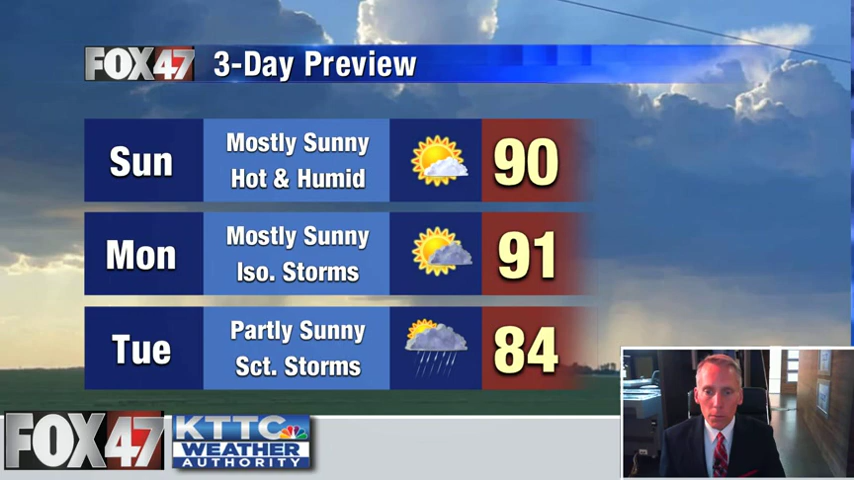 FOX47 3-Day Preview
Sun
Mostly Sunny
Hot & Humid
90
Mon
Mostly Sunny
Iso. Storms
91
Tue
Partly Sunny
Sct. Storms
84
FOX47
KTTC
WEATHER
AUTHORITY